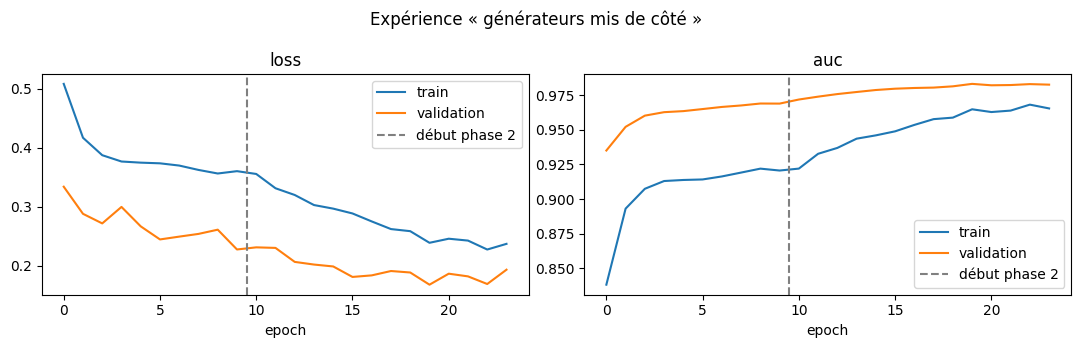 Expérience « générateurs mis de côté »
loss
0.5
0.4
0.3
0.2
0 5 10 15 20
epoch
train
validation
début phase 2
auc
0.975
0.950
0.925
0.900
0.875
0.850
0 5 10 15 20
epoch
train
validation
début phase 2